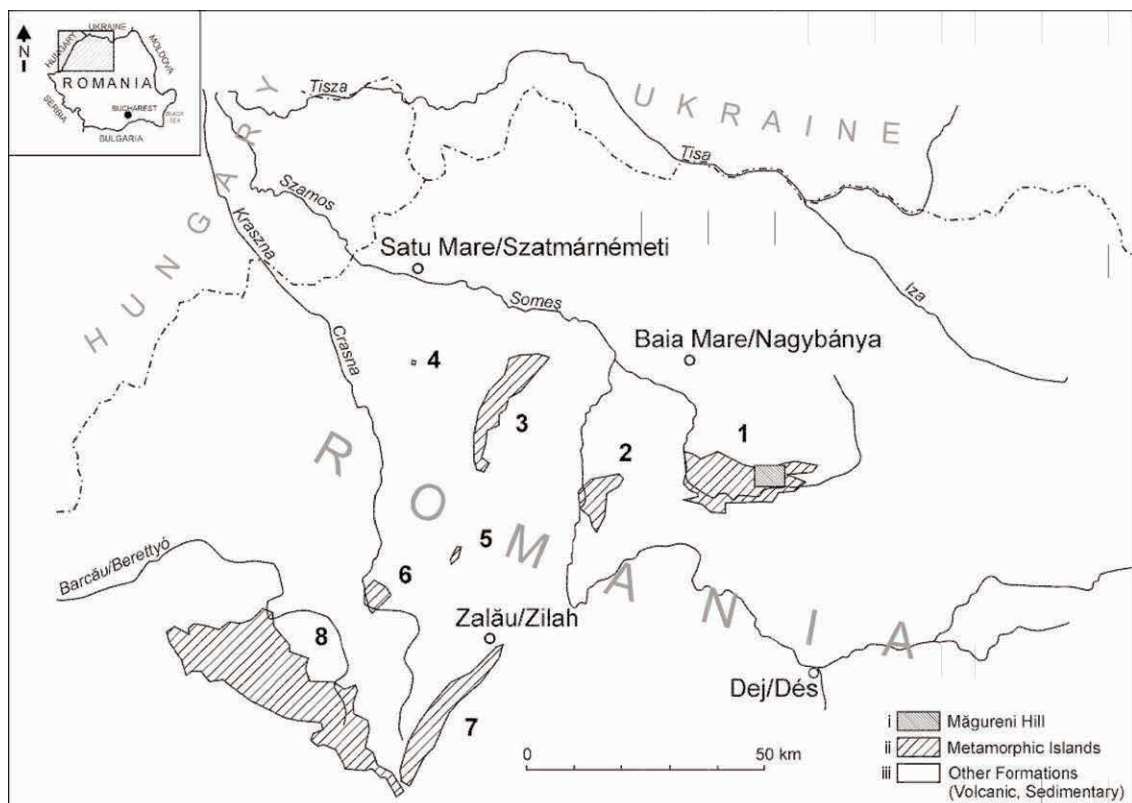 N
UKRAINE
HUNGARY
MOLDOVA
ROMANIA
SERBIA
BUCHAREST
BLACK
SEA
BULGARIA
HUNGARY
UKRAINE
Tisza
Tisa
Szamos
Kraszna
Satu Mare/Szatmárnémeti
Somes
Iza
Crasna
Baia Mare/Nagybánya
4
3
2
1
ROMANIA
5
6
Barcău/Berettyó
Zalău/Zilah
8
7
Dej/Dés
0 50 km
i Măgureni Hill
ii Metamorphic Islands
iii Other Formations
(Volcanic, Sedimentary)